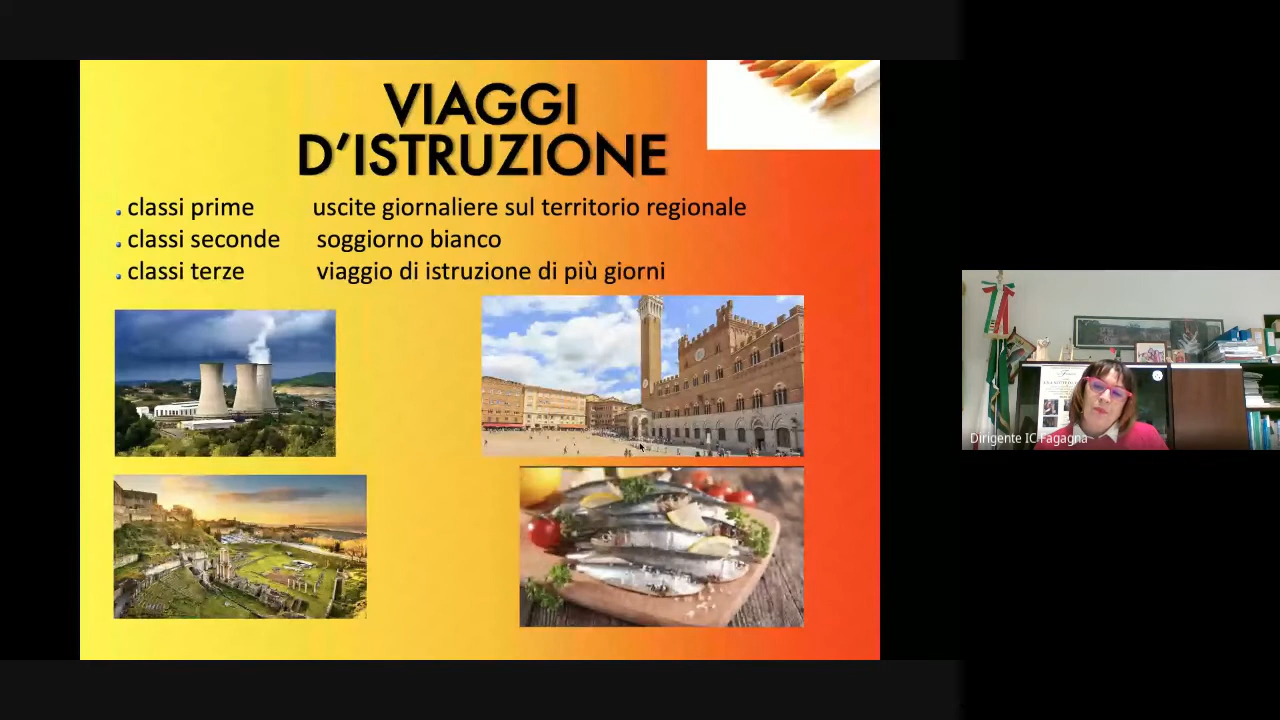 VIAGGI
D'ISTRUZIONE
classi prime uscite giornaliere sul territorio regionale
classi seconde soggiorno bianco
classi terze viaggio di istruzione di più giorni
Dirigente IC Fagagna